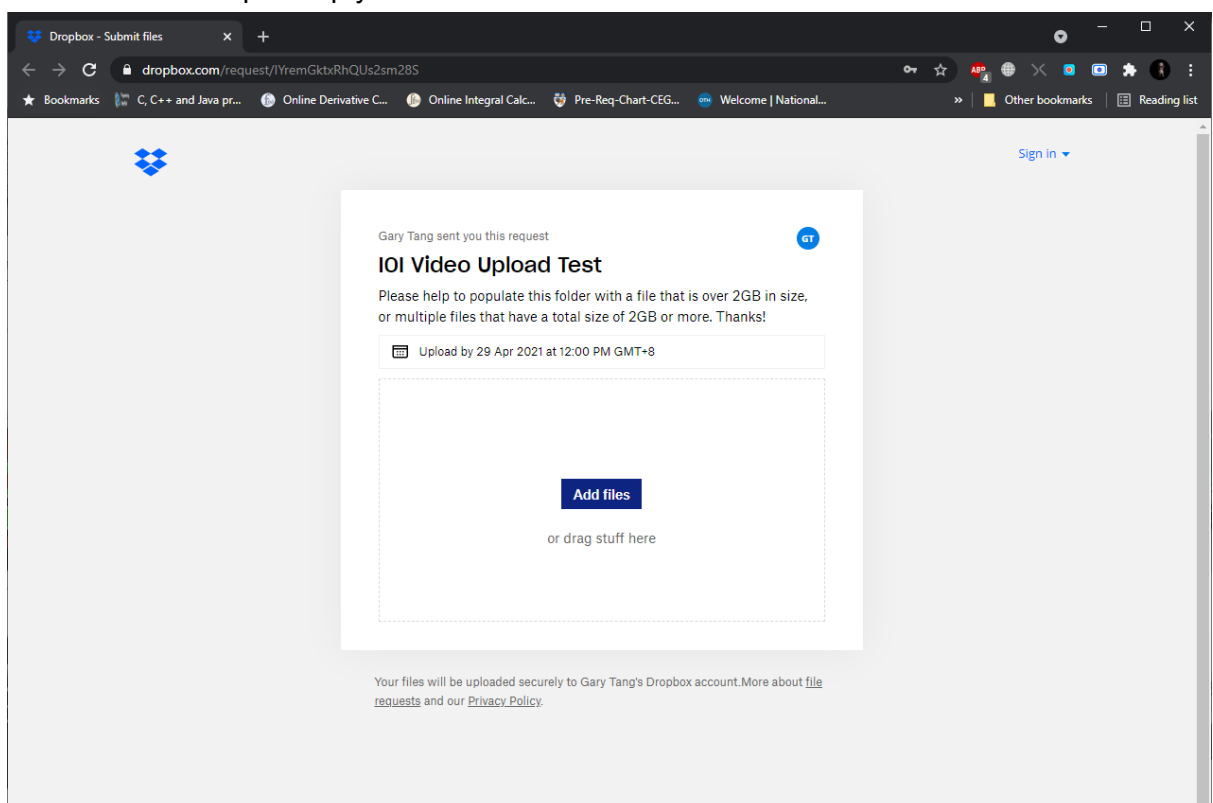 Dropbox - Submit files
dropbox.com/request/IYremGktxRhQUs2sm28S
ABP
4
Bookmarks C, C++ and Java pr... Online Derivative C... Online Integral Calc... Pre-Req-Chart-CEG... OTH Welcome | National... » Other bookmarks Reading list
Sign in
Gary Tang sent you this request
GT
IOI Video Upload Test
Please help to populate this folder with a file that is over 2GB in size,
or multiple files that have a total size of 2GB or more. Thanks!
Upload by 29 Apr 2021 at 12:00 PM GMT+8
Add files
or drag stuff here
Your files will be uploaded securely to Gary Tang's Dropbox account.More about file
requests and our Privacy Policy.